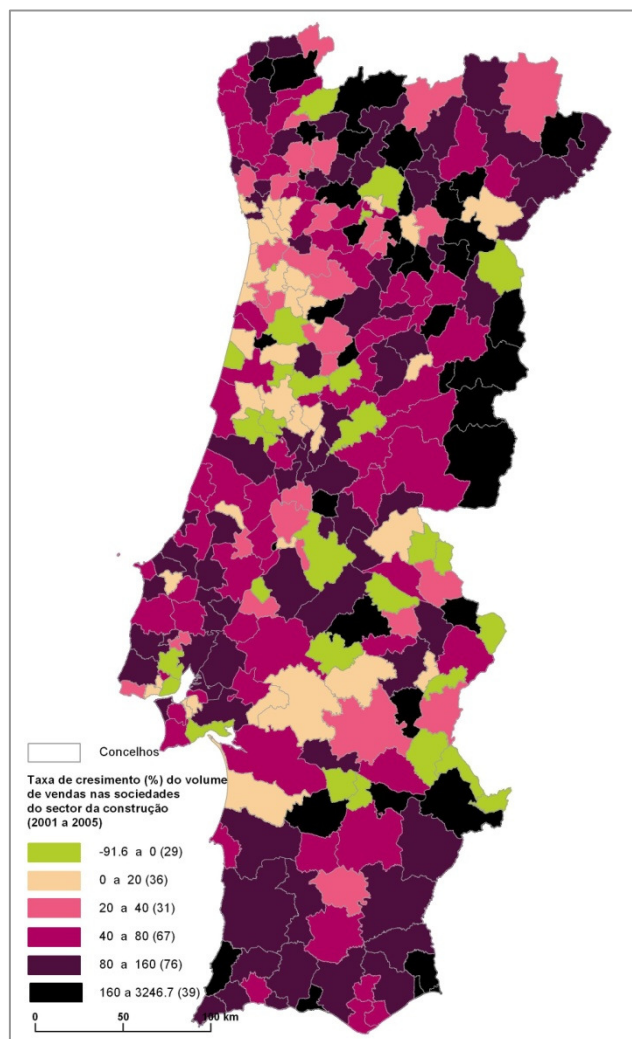 Concelhos
Taxa de cresimento (%) do volume
de vendas nas sociedades
do sector da construção
(2001 a 2005)
-91.6 a 0 (29)
0 a 20 (36)
20 a 40 (31)
40 a 80 (67)
80 a 160 (76)
160 a 3246.7 (39)
0 50 100 km